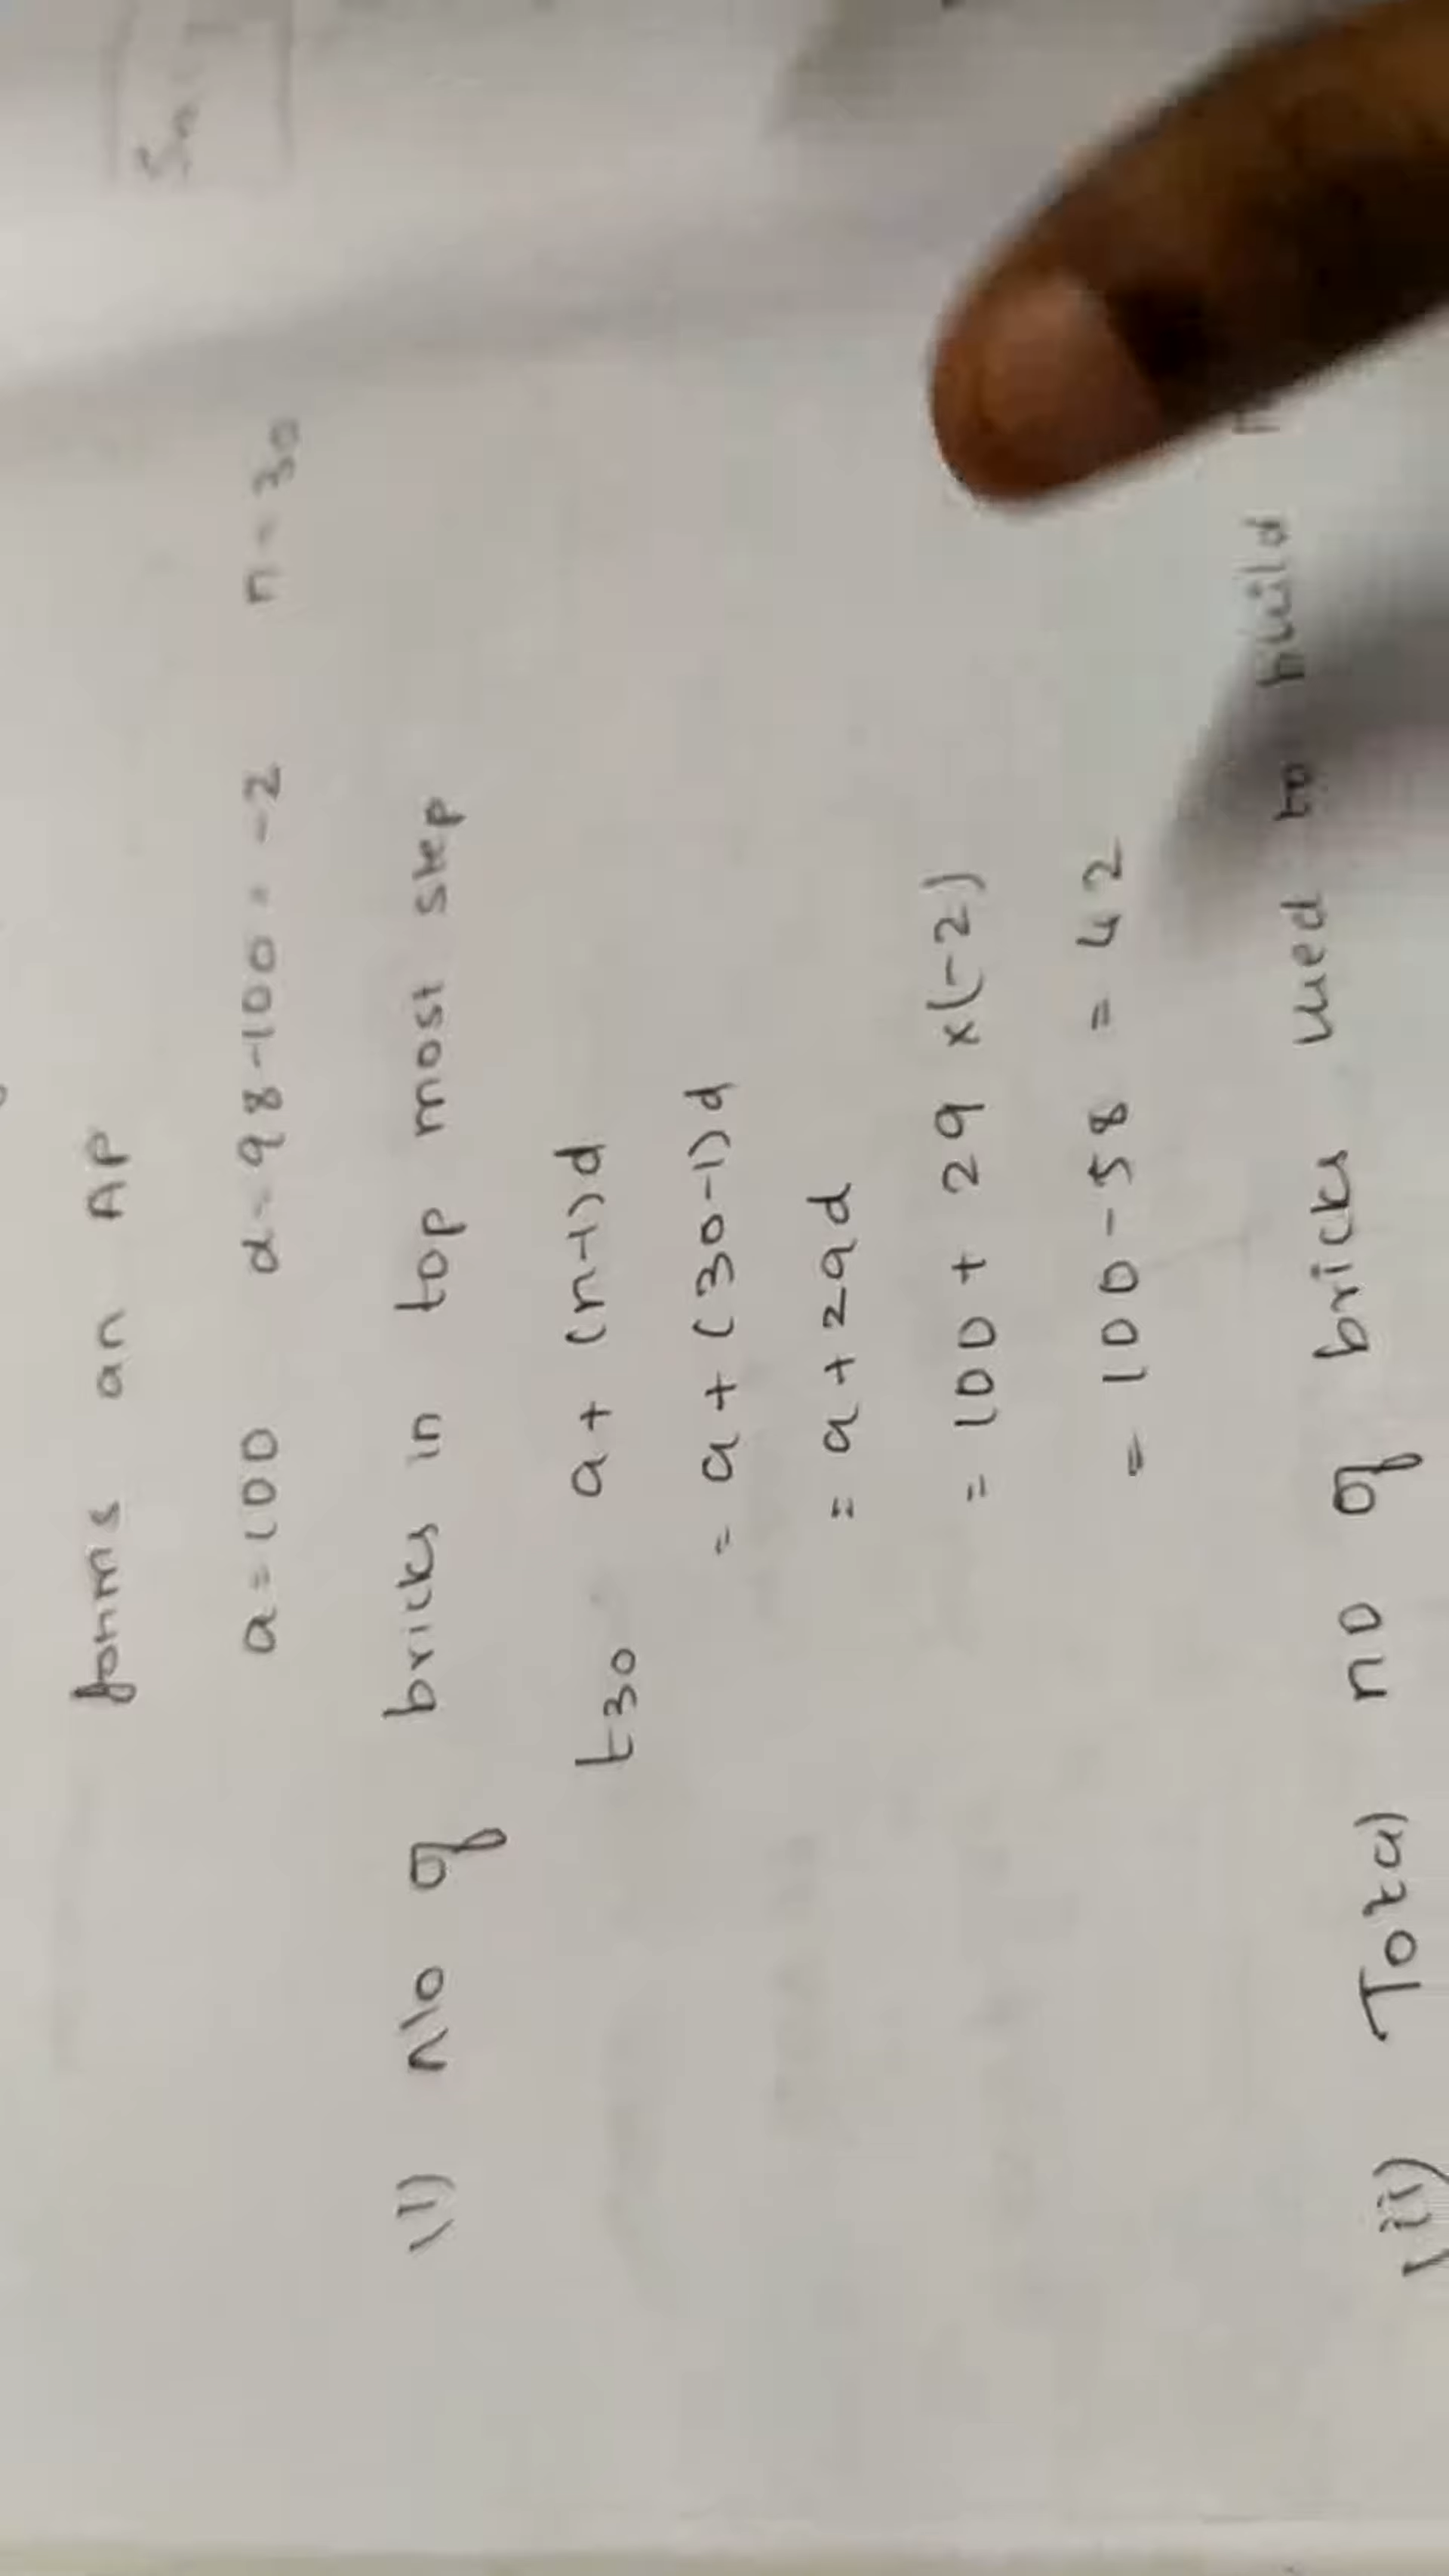 forms an AP
a = 100 d = 98 - 100 = -2 n = 30
(i) No of bricks in top most step
t30 a + (n-1)d
= a + (30-1)d
= a + 29d
= 100 + 29 x(-2)
= 100 - 58 = 42
(ii) Total no of bricks used to build